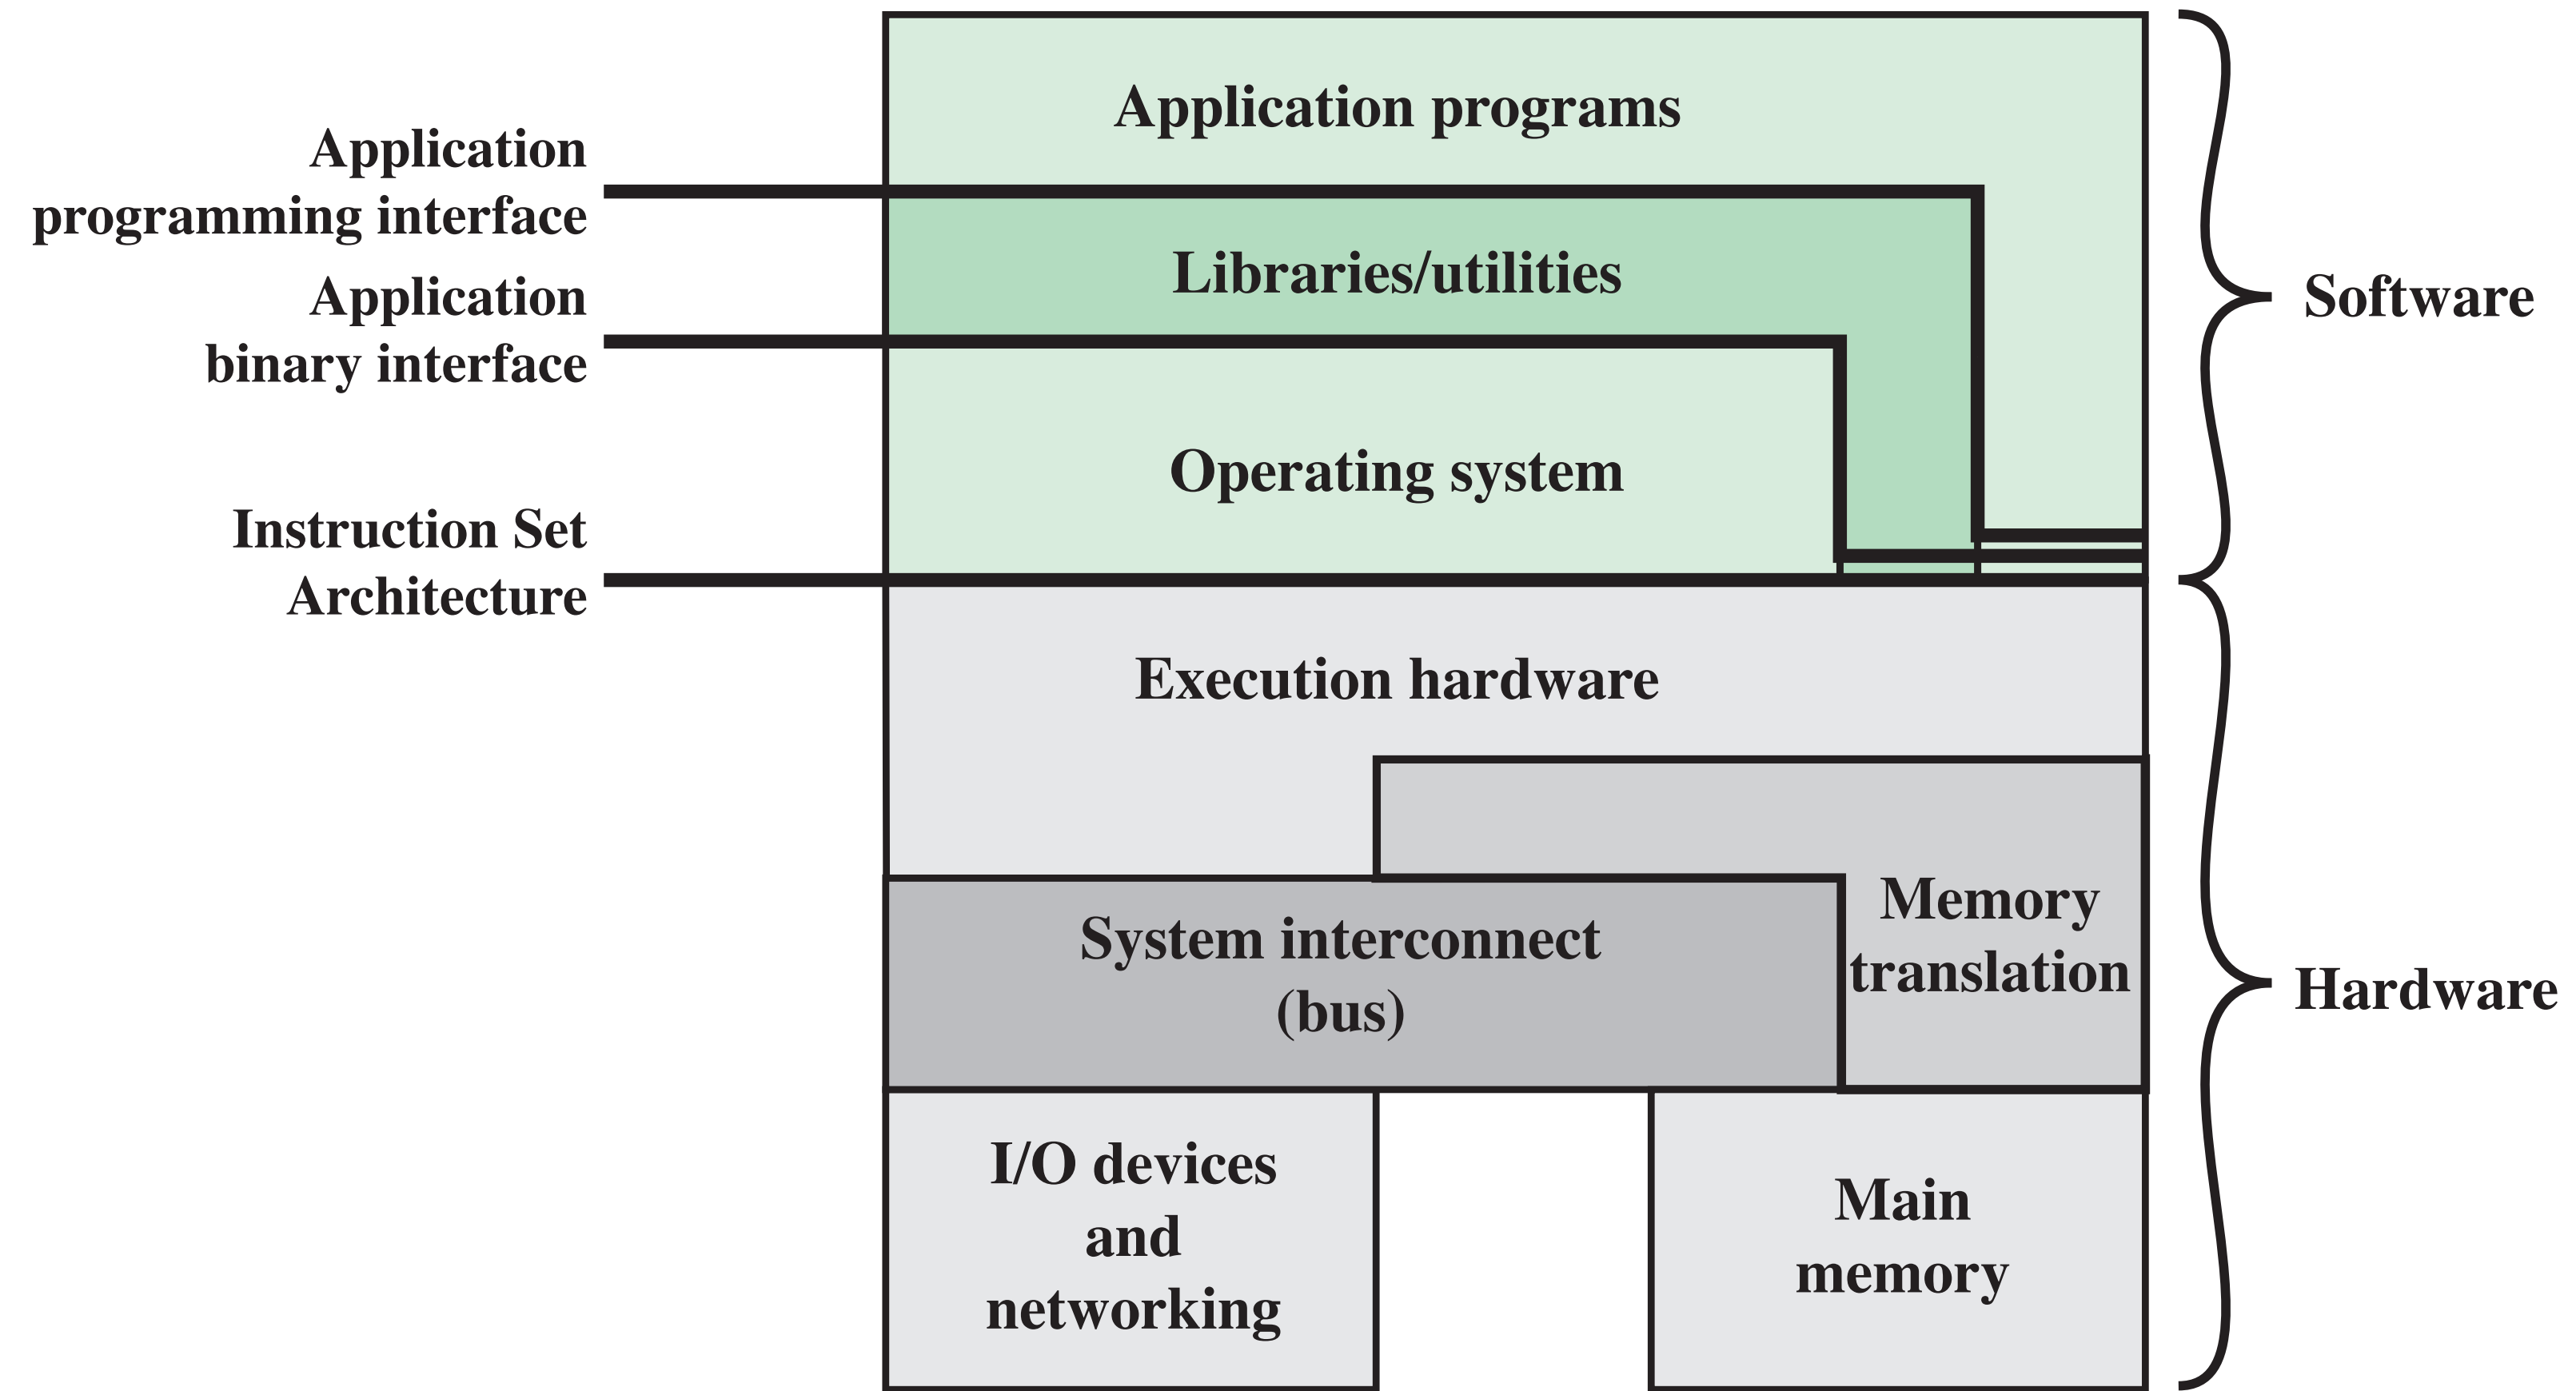 Application programs
Application
programming interface
Libraries/utilities
Application
binary interface
Software
Operating system
Instruction Set
Architecture
Execution hardware
Memory
translation
System interconnect
(bus)
Hardware
I/O devices
and
networking
Main
memory